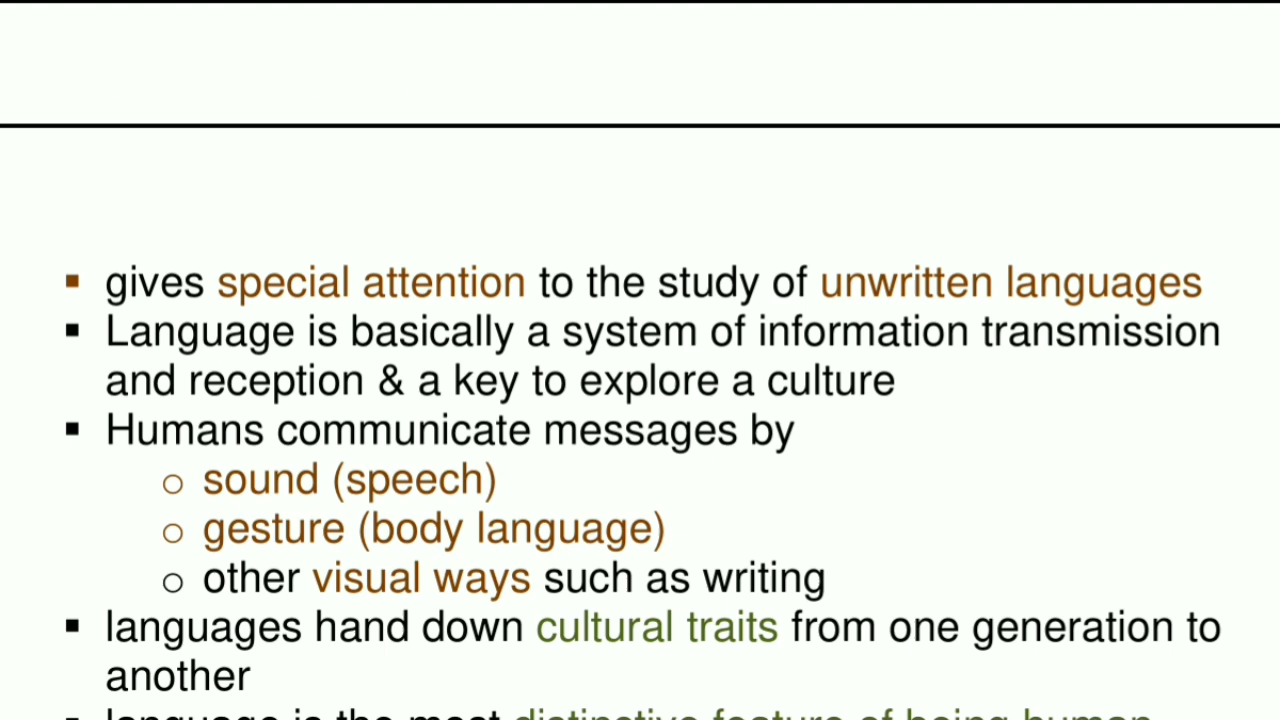 ▪ gives special attention to the study of unwritten languages
▪ Language is basically a system of information transmission
and reception & a key to explore a culture
▪ Humans communicate messages by
o sound (speech)
o gesture (body language)
o other visual ways such as writing
▪ languages hand down cultural traits from one generation to
another
▪ language is the most distinctive feature of being human